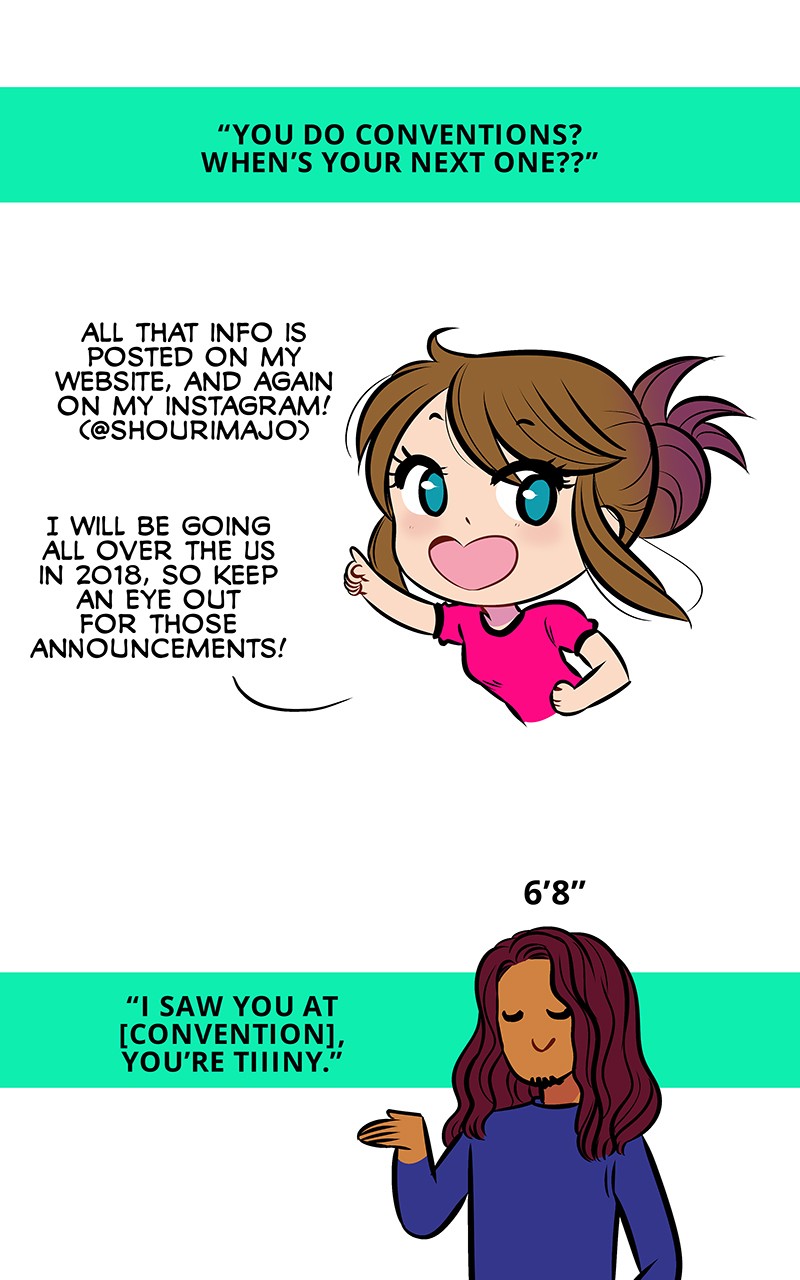 “YOU DO CONVENTIONS?
WHEN’S YOUR NEXT ONE??”
ALL THAT INFO IS
POSTED ON MY
WEBSITE, AND AGAIN
ON MY INSTAGRAM!
(@SHOURIMAJO)
I WILL BE GOING
ALL OVER THE US
IN 2018, SO KEEP
AN EYE OUT
FOR THOSE
ANNOUNCEMENTS!
6’8”
“I SAW YOU AT
[CONVENTION],
YOU’RE TIIINY.”